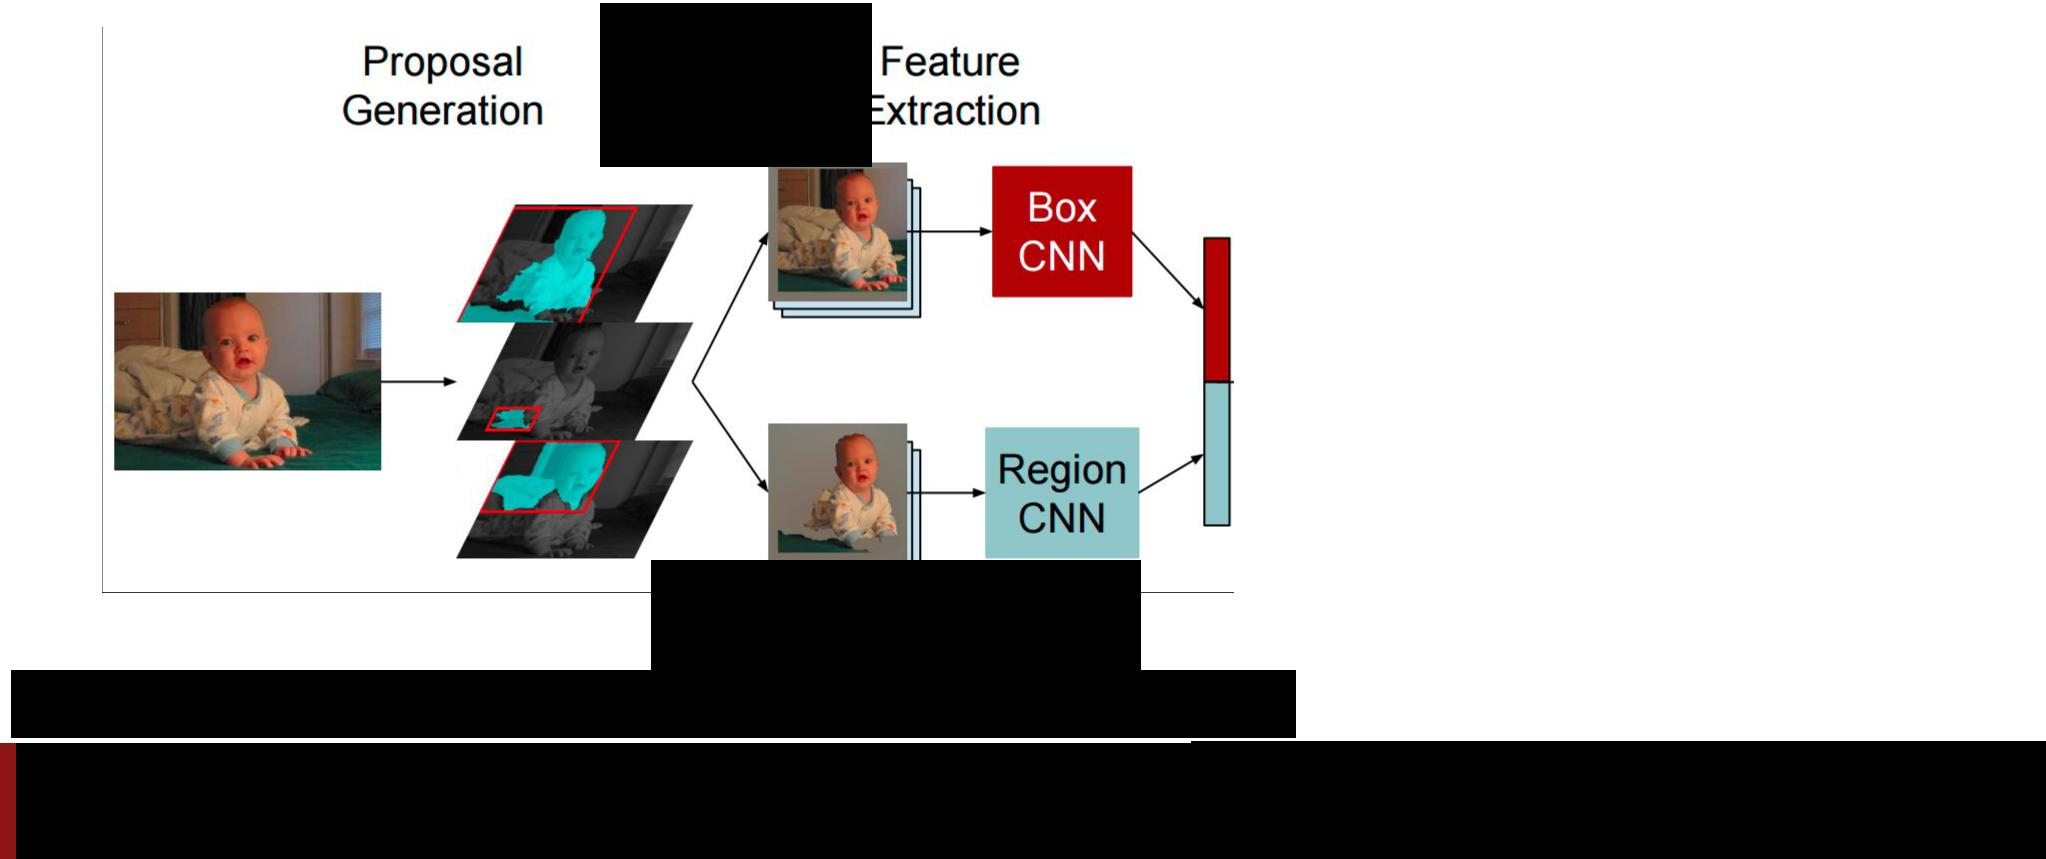 Proposal
Generation
Feature
Extraction
Box
CNN
Region
CNN